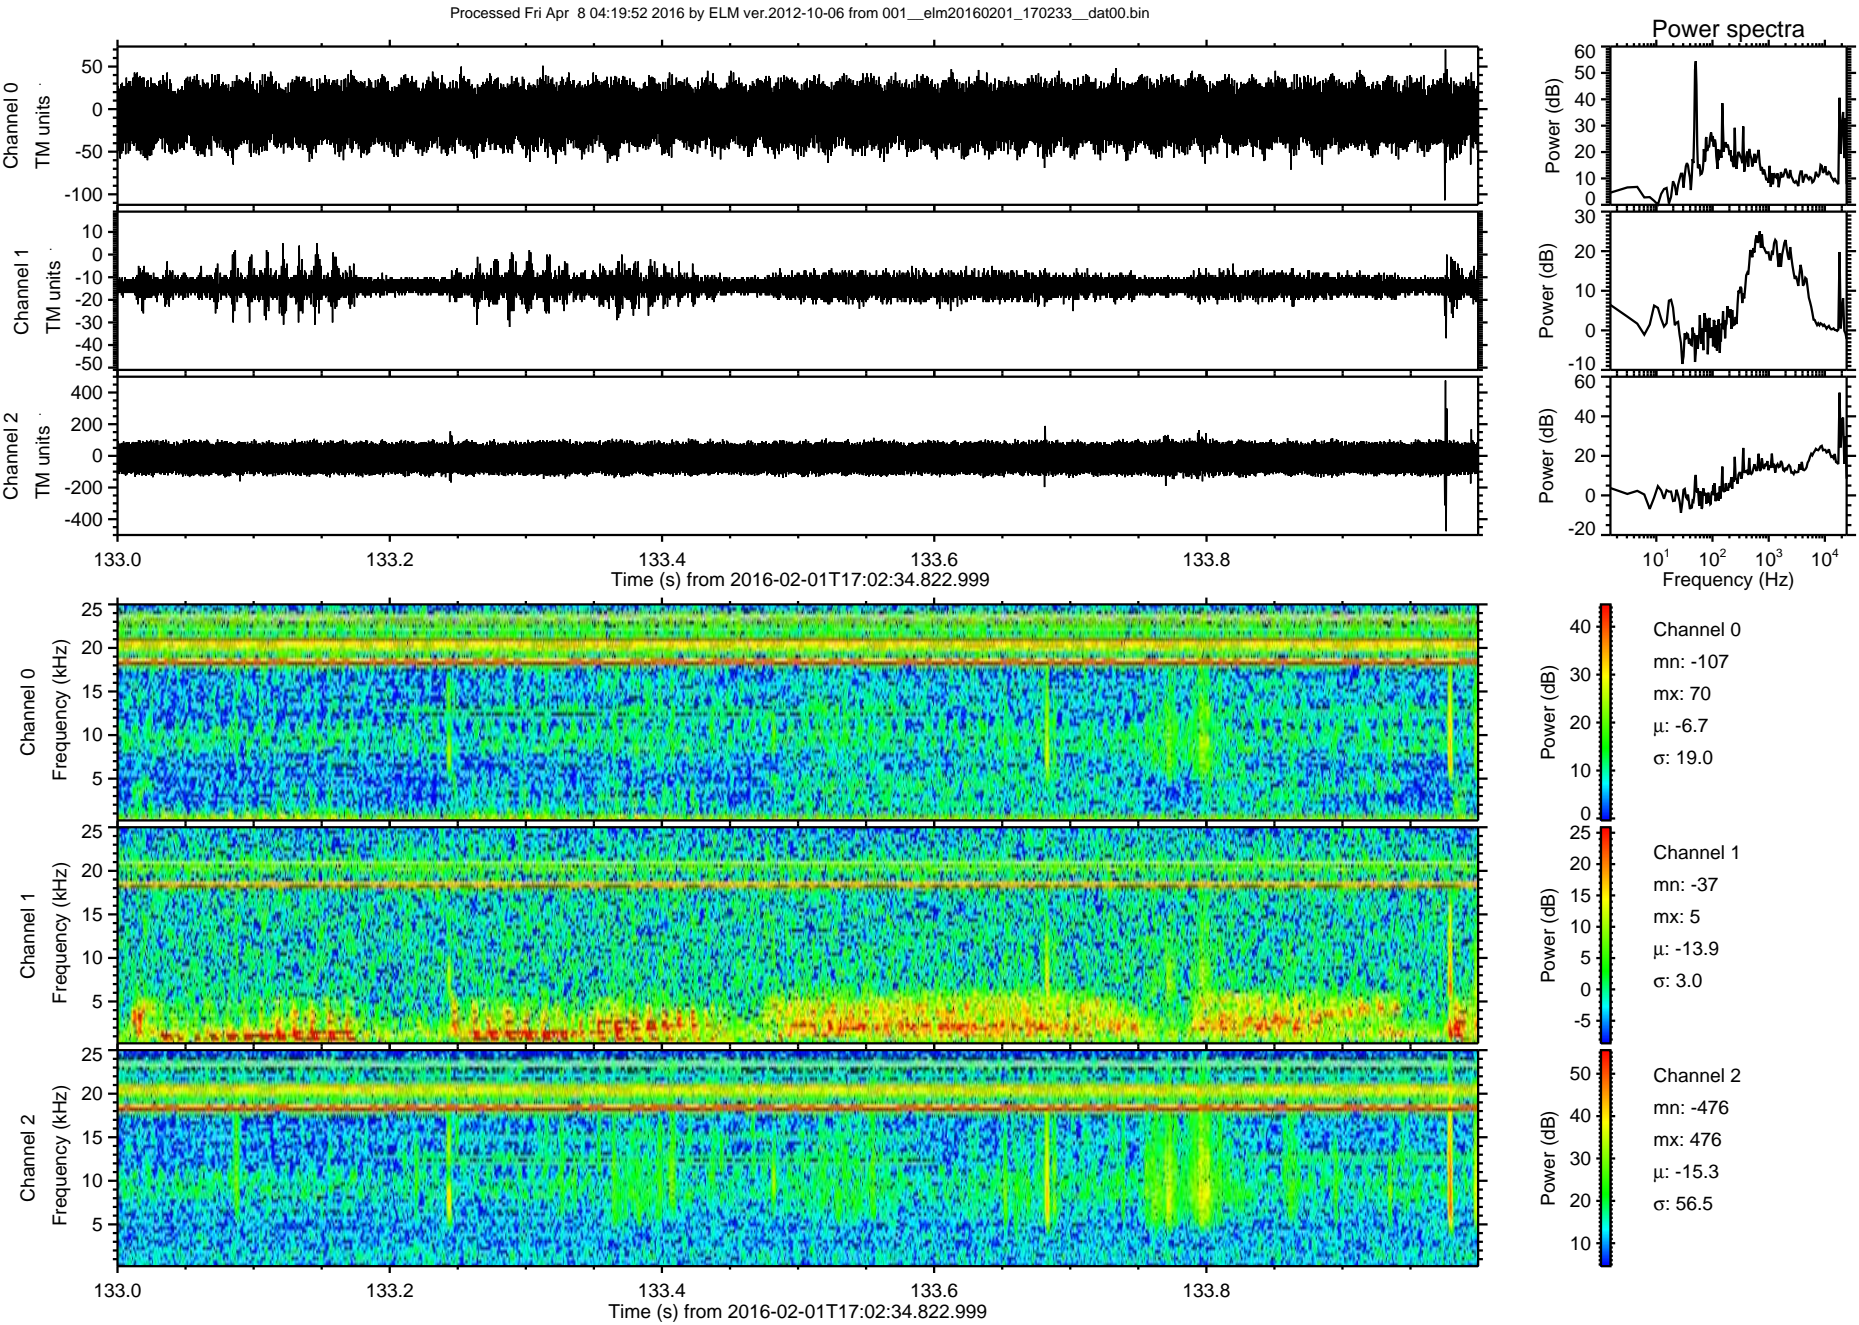 Processed Fri Apr  8 04:19:52 2016 by ELM ver.2012-10-06 from 001__elm20160201_170233__dat00.bin
Power spectra
Channel 0
TM units
50
0
-50
-100
Power (dB)
60
50
40
30
20
10
0
Channel 1
TM units
10
0
-10
-20
-30
-40
-50
Power (dB)
30
20
10
0
-10
Channel 2
TM units
400
200
0
-200
-400
Power (dB)
60
40
20
0
-20
133.0 133.2 133.4 133.6 133.8
Time (s) from 2016-02-01T17:02:34.822.999
10^1 10^2 10^3 10^4
Frequency (Hz)
Channel 0
Frequency (kHz)
25
20
15
10
5
Power (dB)
40
30
20
10
0
Channel 0
mn: -107
mx: 70
μ: -6.7
σ: 19.0
Channel 1
Frequency (kHz)
25
20
15
10
5
Power (dB)
25
20
15
10
5
0
-5
Channel 1
mn: -37
mx: 5
μ: -13.9
σ: 3.0
Channel 2
Frequency (kHz)
25
20
15
10
5
Power (dB)
50
40
30
20
10
Channel 2
mn: -476
mx: 476
μ: -15.3
σ: 56.5
133.0 133.2 133.4 133.6 133.8
Time (s) from 2016-02-01T17:02:34.822.999